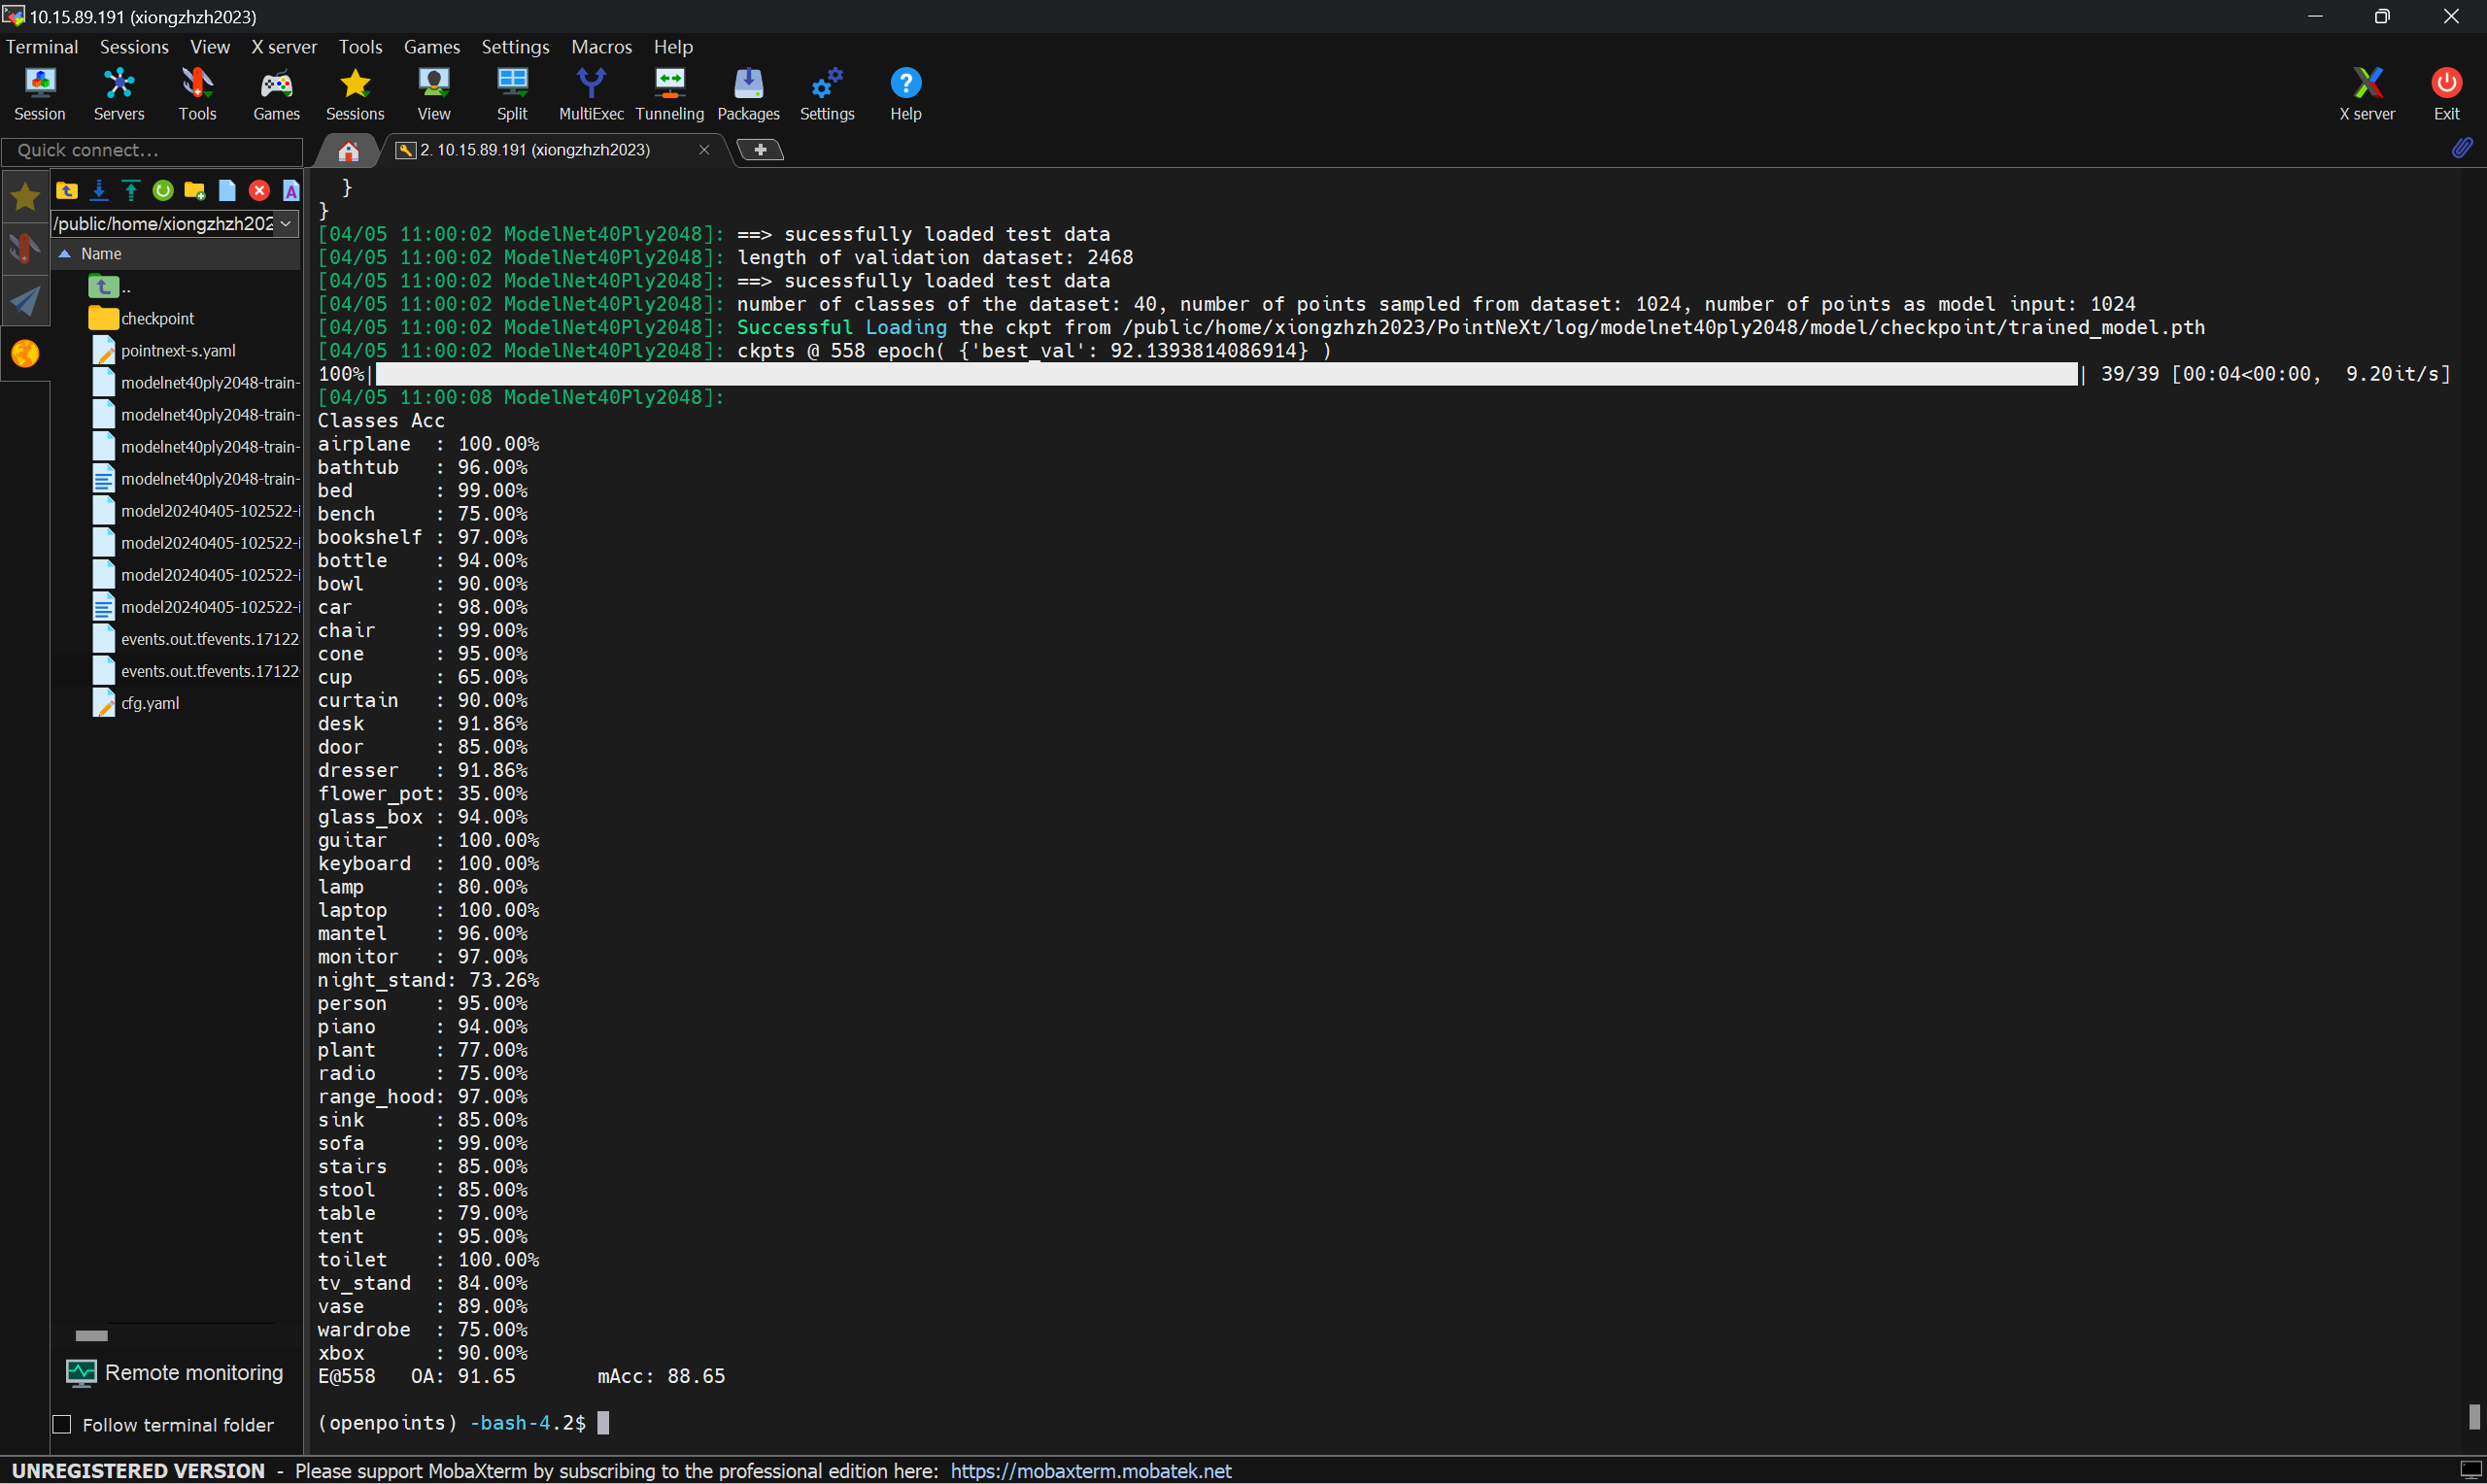 10.15.89.191 (xiongzhzh2023)
Terminal Sessions View X server Tools Games Settings Macros Help
Session Servers Tools Games Sessions View Split MultiExec Tunneling Packages Settings Help X server Exit
Quick connect...
2. 10.15.89.191 (xiongzhzh2023)
/public/home/xiongzhzh202
Name
..
checkpoint
pointnext-s.yaml
modelnet40ply2048-train-
modelnet40ply2048-train-
modelnet40ply2048-train-
modelnet40ply2048-train-
model20240405-102522-i
model20240405-102522-i
model20240405-102522-i
model20240405-102522-i
events.out.tfevents.17122
events.out.tfevents.17122
cfg.yaml
Remote monitoring
Follow terminal folder
}
}
[04/05 11:00:02 ModelNet40Ply2048]: ==> sucessfully loaded test data
[04/05 11:00:02 ModelNet40Ply2048]: length of validation dataset: 2468
[04/05 11:00:02 ModelNet40Ply2048]: ==> sucessfully loaded test data
[04/05 11:00:02 ModelNet40Ply2048]: number of classes of the dataset: 40, number of points sampled from dataset: 1024, number of points as model input: 1024
[04/05 11:00:02 ModelNet40Ply2048]: Successful Loading the ckpt from /public/home/xiongzhzh2023/PointNeXt/log/modelnet40ply2048/model/checkpoint/trained_model.pth
[04/05 11:00:02 ModelNet40Ply2048]: ckpts @ 558 epoch( {'best_val': 92.1393814086914} )
100%| | 39/39 [00:04<00:00, 9.20it/s]
[04/05 11:00:08 ModelNet40Ply2048]:
Classes Acc
airplane : 100.00%
bathtub : 96.00%
bed : 99.00%
bench : 75.00%
bookshelf : 97.00%
bottle : 94.00%
bowl : 90.00%
car : 98.00%
chair : 99.00%
cone : 95.00%
cup : 65.00%
curtain : 90.00%
desk : 91.86%
door : 85.00%
dresser : 91.86%
flower_pot: 35.00%
glass_box : 94.00%
guitar : 100.00%
keyboard : 100.00%
lamp : 80.00%
laptop : 100.00%
mantel : 96.00%
monitor : 97.00%
night_stand: 73.26%
person : 95.00%
piano : 94.00%
plant : 77.00%
radio : 75.00%
range_hood: 97.00%
sink : 85.00%
sofa : 99.00%
stairs : 85.00%
stool : 85.00%
table : 79.00%
tent : 95.00%
toilet : 100.00%
tv_stand : 84.00%
vase : 89.00%
wardrobe : 75.00%
xbox : 90.00%
E@558 OA: 91.65 mAcc: 88.65
(openpoints) -bash-4.2$
UNREGISTERED VERSION - Please support MobaXterm by subscribing to the professional edition here: https://mobaxterm.mobatek.net